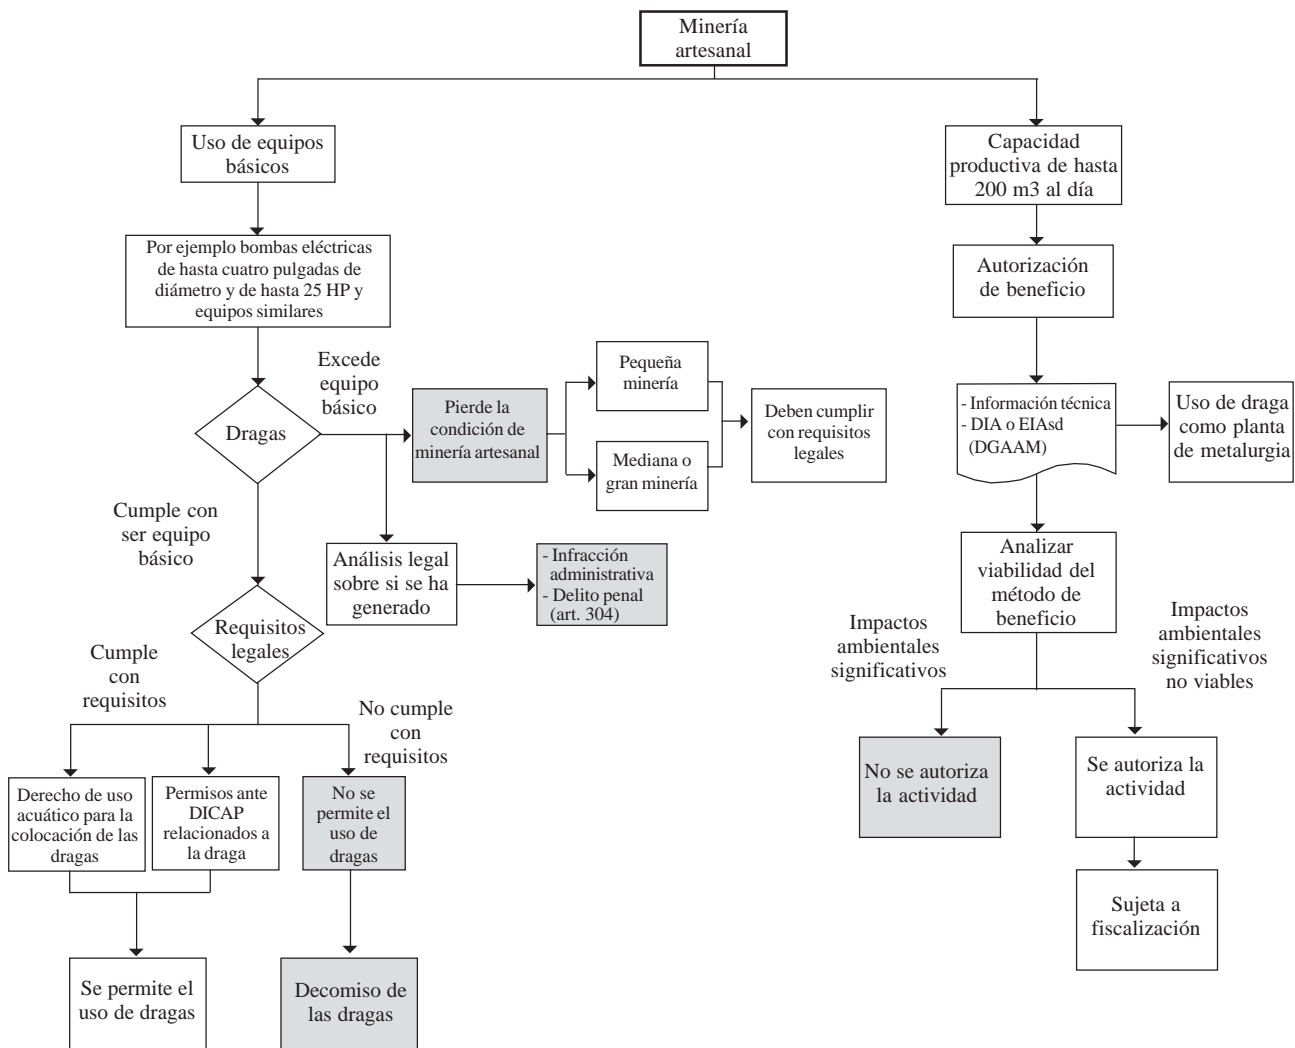 Minería
artesanal
Uso de equipos
básicos
Por ejemplo bombas eléctricas
de hasta cuatro pulgadas de
diámetro y de hasta 25 HP y
equipos similares
Dragas
Excede
equipo
básico
Pierde la
condición de
minería artesanal
Pequeña
minería
Mediana o
gran minería
Deben cumplir
con requisitos
legales
Cumple con
ser equipo
básico
Análisis legal
sobre si se ha
generado
- Infracción
administrativa
- Delito penal
(art. 304)
Requisitos
legales
Cumple
con
requisitos
No cumple
con
requisitos
Derecho de uso
acuático para la
colocación de las
dragas
Permisos ante
DICAP
relacionados a
la draga
No se
permite el
uso de
dragas
Se permite el
uso de dragas
Decomiso de
las dragas
Capacidad
productiva de hasta
200 m3 al día
Autorización
de beneficio
- Información técnica
- DIA o EIAsd
(DGAAM)
Uso de draga
como planta
de metalurgia
Analizar
viabilidad del
método de
beneficio
Impactos
ambientales
significativos
Impactos
ambientales
significativos
no viables
No se autoriza
la actividad
Se autoriza la
actividad
Sujeta a
fiscalización